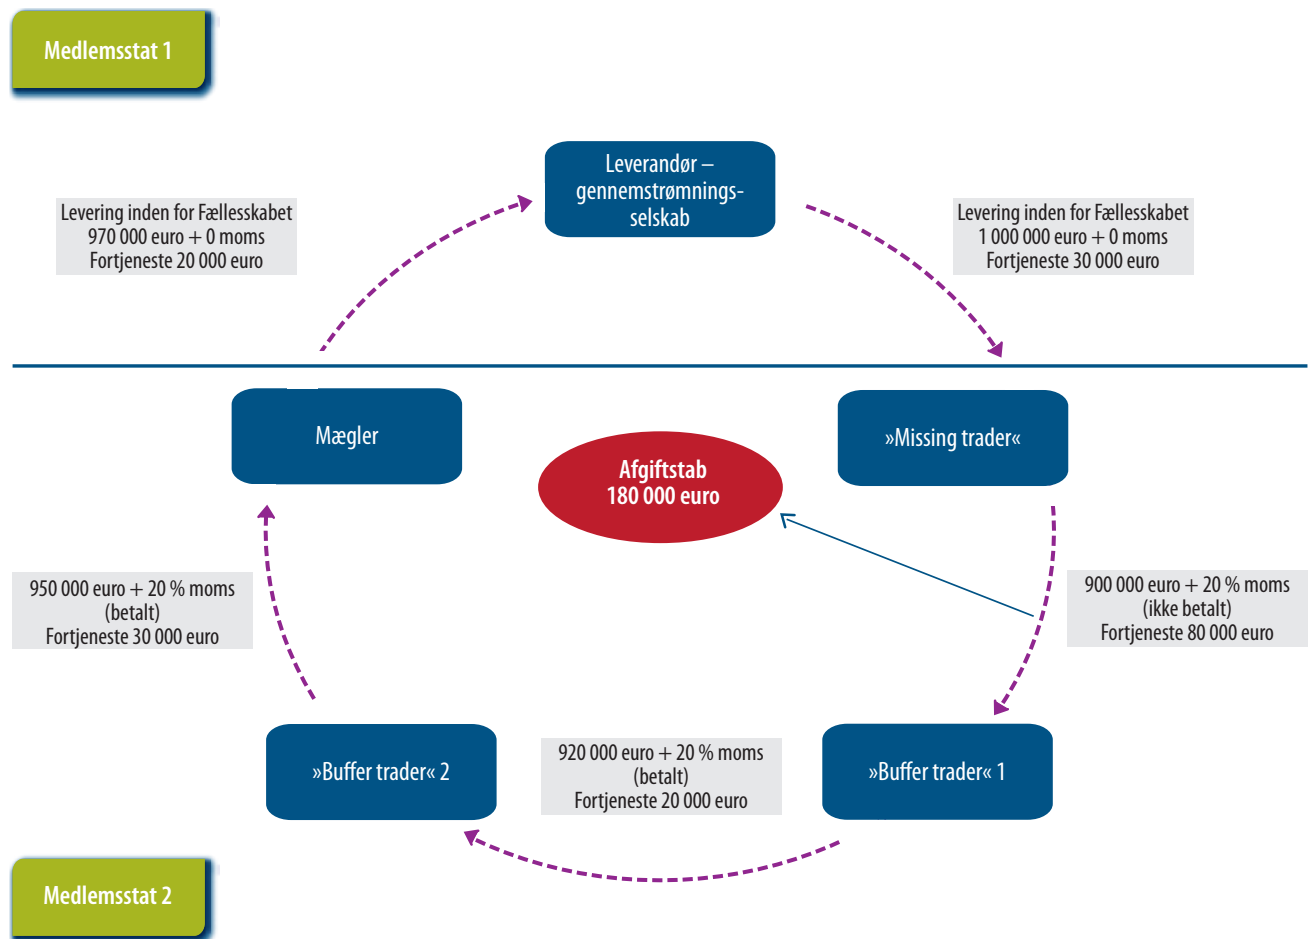 Medlemsstat 1
Leverandør –
gennemstrømnings-
selskab
Levering inden for Fællesskabet
970 000 euro + 0 moms
Fortjeneste 20 000 euro
Levering inden for Fællesskabet
1 000 000 euro + 0 moms
Fortjeneste 30 000 euro
Mægler
»Missing trader«
Afgiftstab
180 000 euro
950 000 euro + 20 % moms
(betalt)
Fortjeneste 30 000 euro
900 000 euro + 20 % moms
(ikke betalt)
Fortjeneste 80 000 euro
»Buffer trader« 2
920 000 euro + 20 % moms
(betalt)
Fortjeneste 20 000 euro
»Buffer trader« 1
Medlemsstat 2